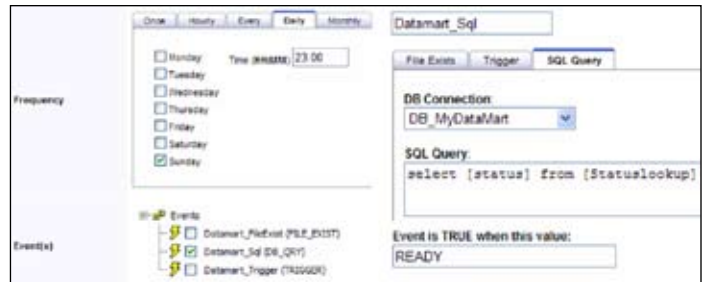 Once Hourly Every Daily Monthly
Frequency
Monday
Tuesday
Wednesday
Thursday
Friday
Saturday
Sunday
Time 23:00
Event(s)
Events
Datamart_FileExist (FILE_EXIST)
Datamart_Sql (DB_QRY)
Datamart_Trigger (TRIGGER)
Datamart_Sql
File Exists Trigger SQL Query
DB Connection:
DB_MyDataMart
SQL Query:
select [status] from [Statuslookup]
Event is TRUE when this value:
READY